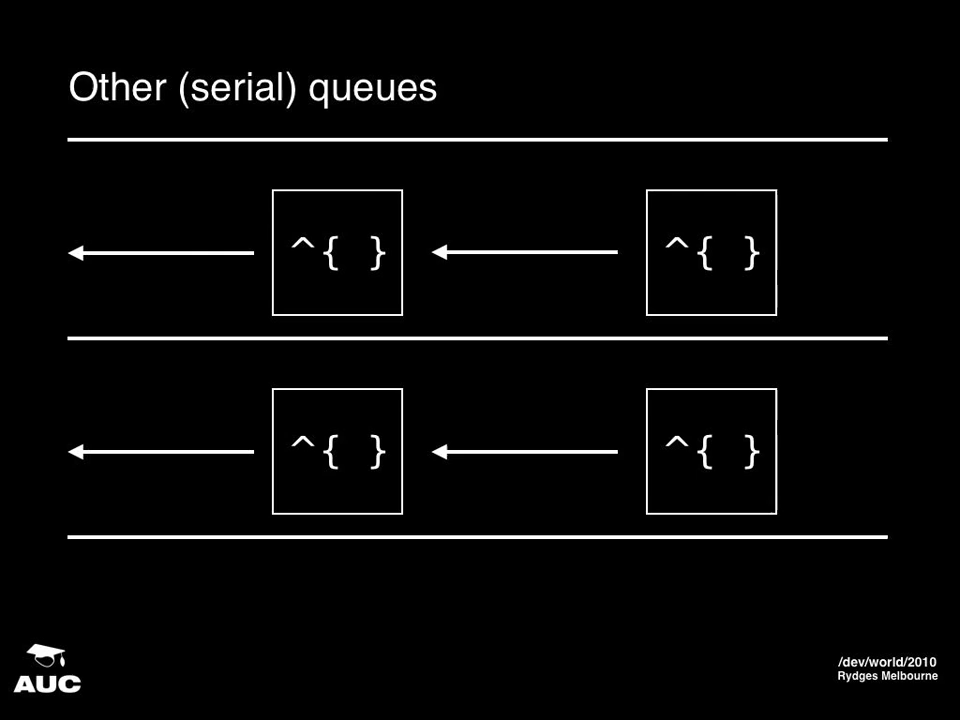 Other (serial) queues
^{ } ^{ }
^{ } ^{ }
AUC
/dev/world/2010
Rydges Melbourne